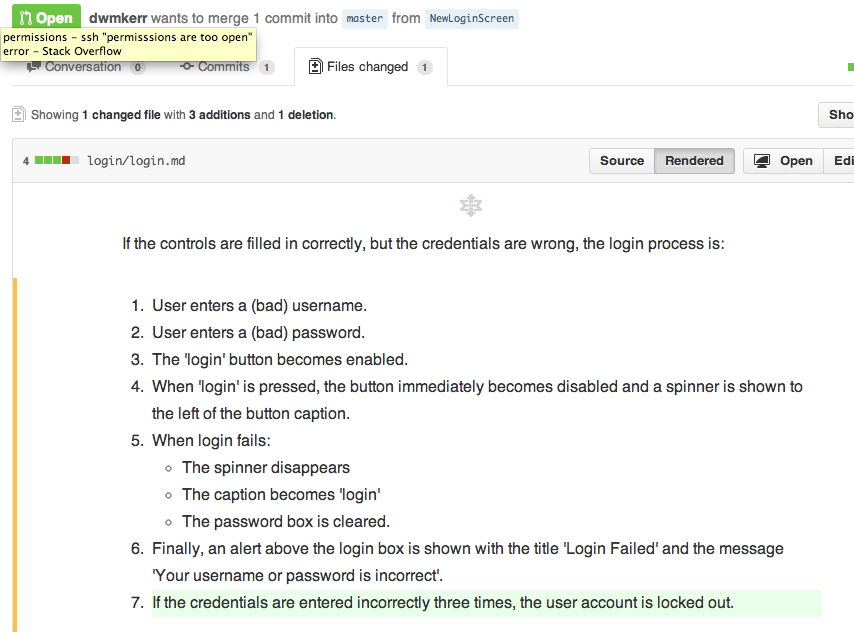 Open dwmkerr wants to merge 1 commit into master from NewLoginScreen
permissions – ssh "permisssions are too open"
error – Stack Overflow
Conversation 0 Commits 1 Files changed 1
Showing 1 changed file with 3 additions and 1 deletion.
Sho
4 login/login.md Source Rendered Open Edi
If the controls are filled in correctly, but the credentials are wrong, the login process is:
1. User enters a (bad) username.
2. User enters a (bad) password.
3. The 'login' button becomes enabled.
4. When 'login' is pressed, the button immediately becomes disabled and a spinner is shown to
the left of the button caption.
5. When login fails:
The spinner disappears
The caption becomes 'login'
The password box is cleared.
6. Finally, an alert above the login box is shown with the title 'Login Failed' and the message
'Your username or password is incorrect'.
7. If the credentials are entered incorrectly three times, the user account is locked out.